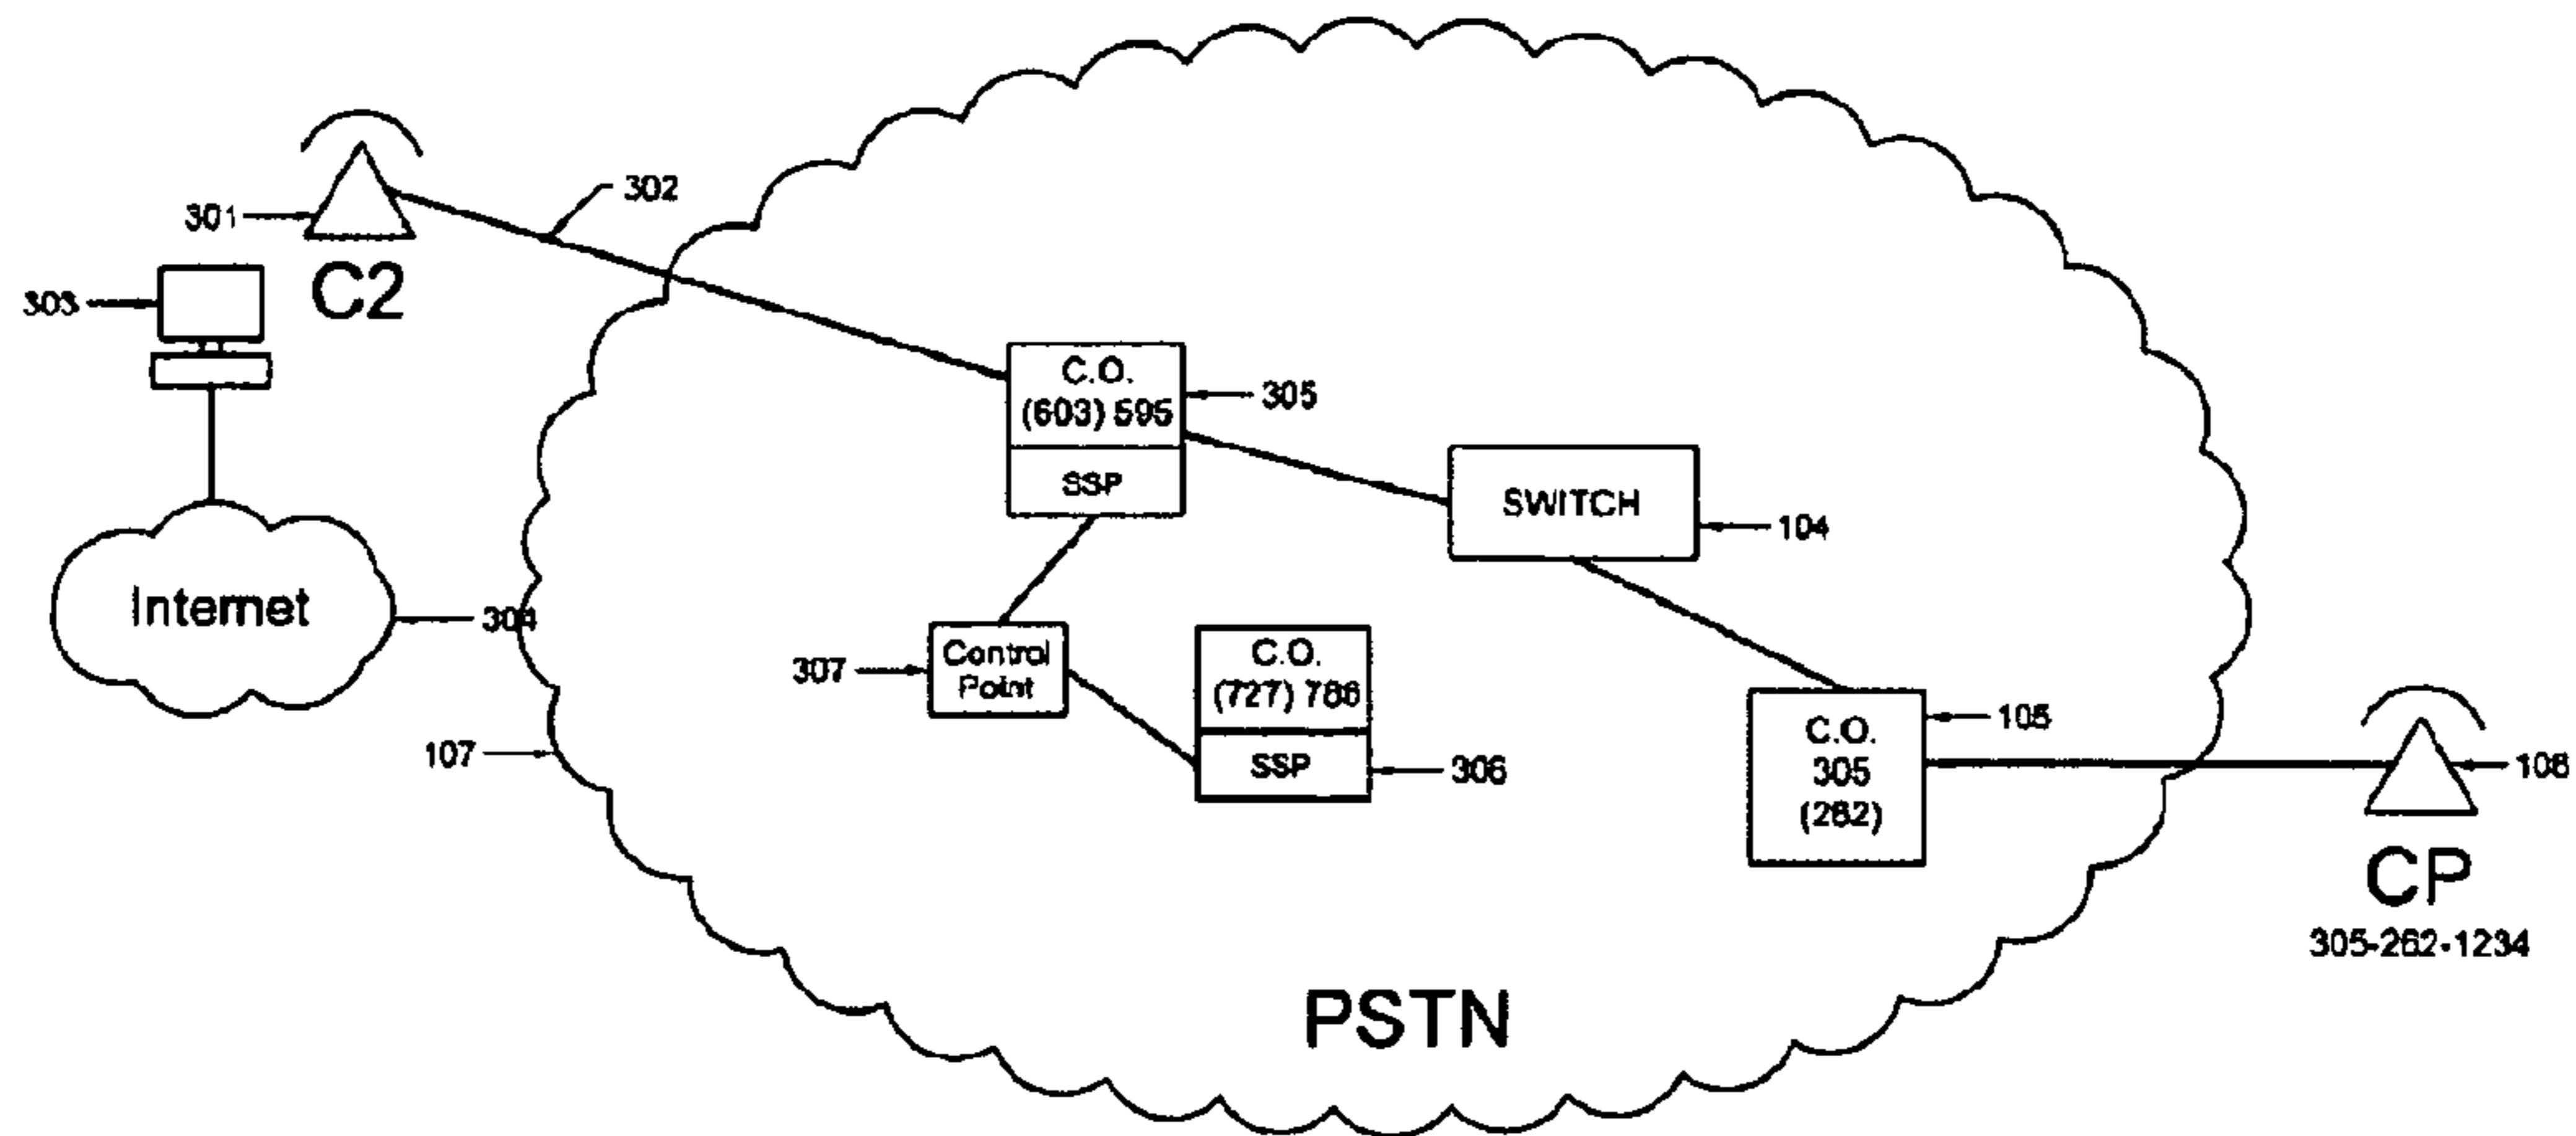 302
301
C2
303
C.O.
(603) 595
305
SSP
SWITCH
104
Internet
304
307
Control
Point
C.O.
(727) 786
SSP
306
107
C.O.
305
(262)
105
106
CP
305-262-1234
PSTN